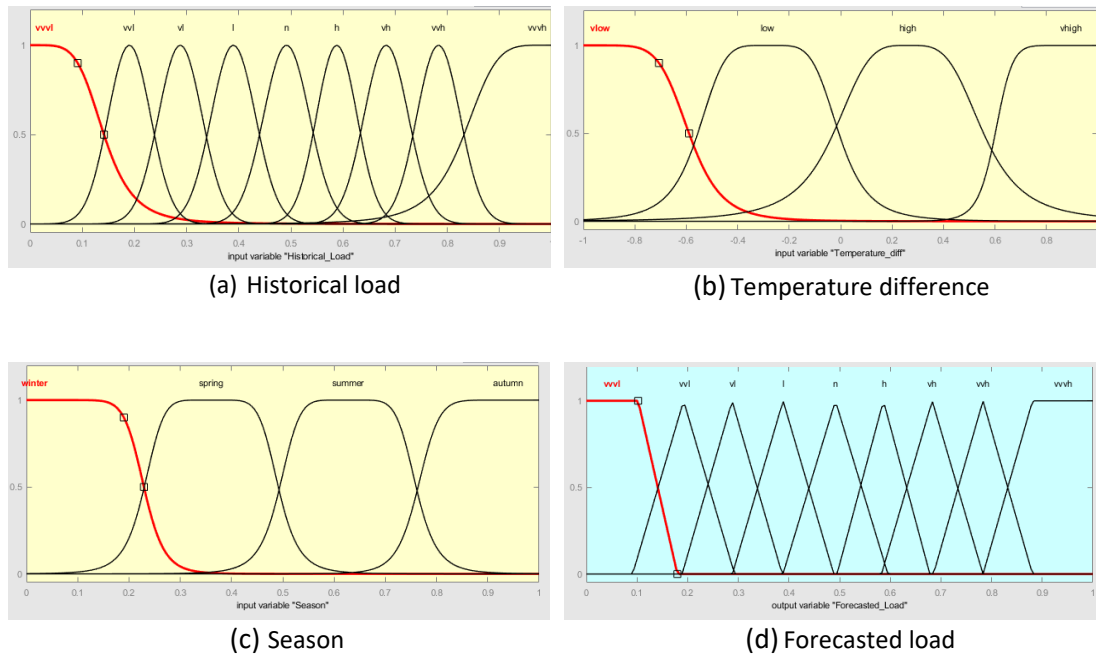 vvvl vvl vl l n h vh vvh vvvh
1
0.5
0
0 0.1 0.2 0.3 0.4 0.5 0.6 0.7 0.8 0.9 1
input variable "Historical_Load"
(a) Historical load
vlow low high vhigh
1
0.5
0
-1 -0.8 -0.6 -0.4 -0.2 0 0.2 0.4 0.6 0.8
input variable "Temperature_diff"
(b) Temperature difference
winter spring summer autumn
1
0.5
0
0 0.1 0.2 0.3 0.4 0.5 0.6 0.7 0.8 0.9 1
input variable "Season"
(c) Season
vvvl vvl vl l n h vh vvh vvvh
1
0.5
0
0 0.1 0.2 0.3 0.4 0.5 0.6 0.7 0.8 0.9 1
output variable "Forecasted_Load"
(d) Forecasted load